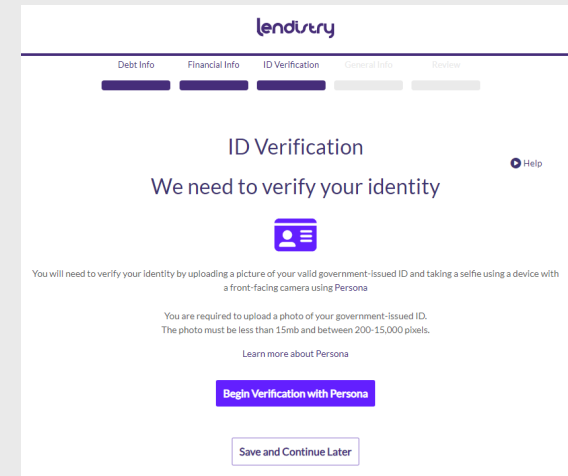 lendistry
Debt Info Financial Info ID Verification General Info Review
ID Verification
Help
We need to verify your identity
You will need to verify your identity by uploading a picture of your valid government-issued ID and taking a selfie using a device with
a front-facing camera using Persona
You are required to upload a photo of your government-issued ID.
The photo must be less than 15mb and between 200-15,000 pixels.
Learn more about Persona
Begin Verification with Persona
Save and Continue Later